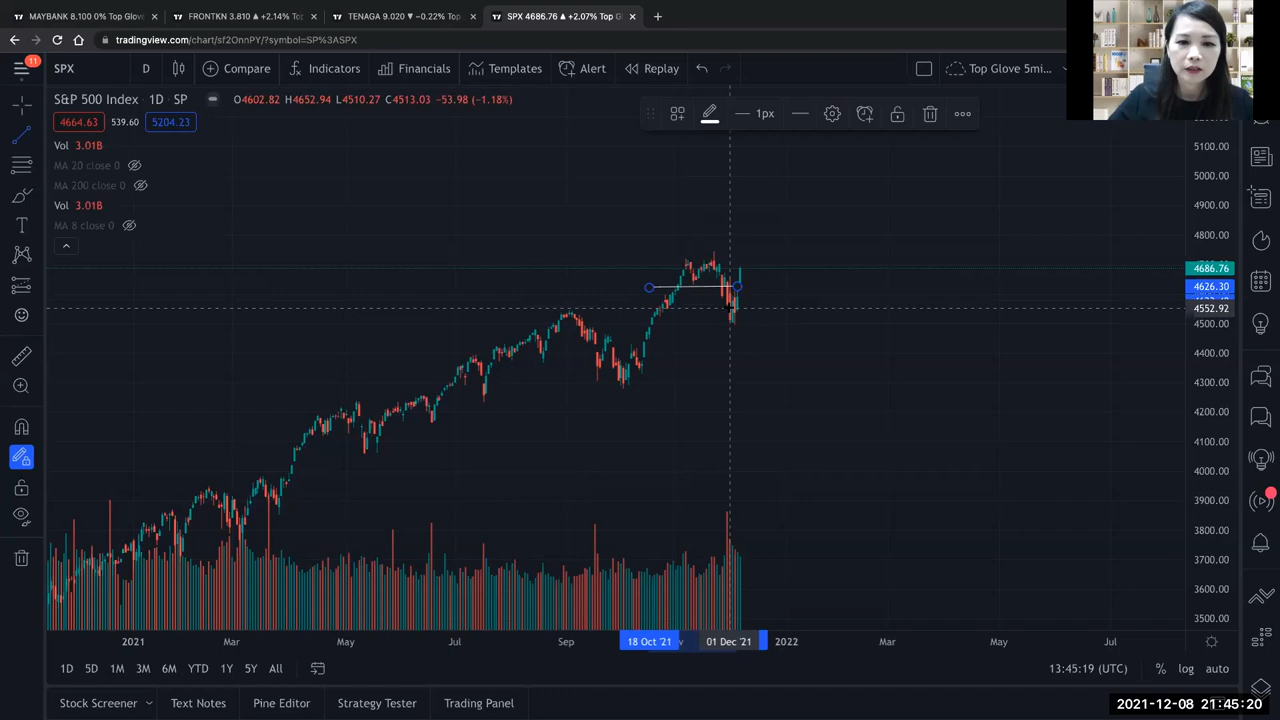 MAYBANK 8.100 0% Top Glove
FRONTKN 3.810 ▲ +2.14% Top G
TENAGA 9.020 ▼ −0.22% Top
SPX 4686.76 ▲ +2.07% Top G
tradingview.com/chart/sf2OnnPY/?symbol=SP%3ASPX
11
SPX
D
Compare
Indicators
Financials
Templates
Alert
Replay
Top Glove 5mi...
S&P 500 Index 1D SP
O4602.82 H4652.94 L4510.27 C4513.03 −53.98 (−1.18%)
4664.63 539.60 5204.23
1px
Vol 3.01B
MA 20 close 0
MA 200 close 0
Vol 3.01B
MA 8 close 0
5100.00
5000.00
4900.00
4800.00
4686.76
4626.30
4552.92
4500.00
4400.00
4300.00
4200.00
4100.00
4000.00
3900.00
3800.00
3700.00
3600.00
3500.00
2021 Mar May Jul Sep 18 Oct '21 01 Dec '21 2022 Mar May Jul
1D 5D 1M 3M 6M YTD 1Y 5Y All
13:45:19 (UTC) % log auto
Stock Screener Text Notes Pine Editor Strategy Tester Trading Panel
2021-12-08 21:45:20